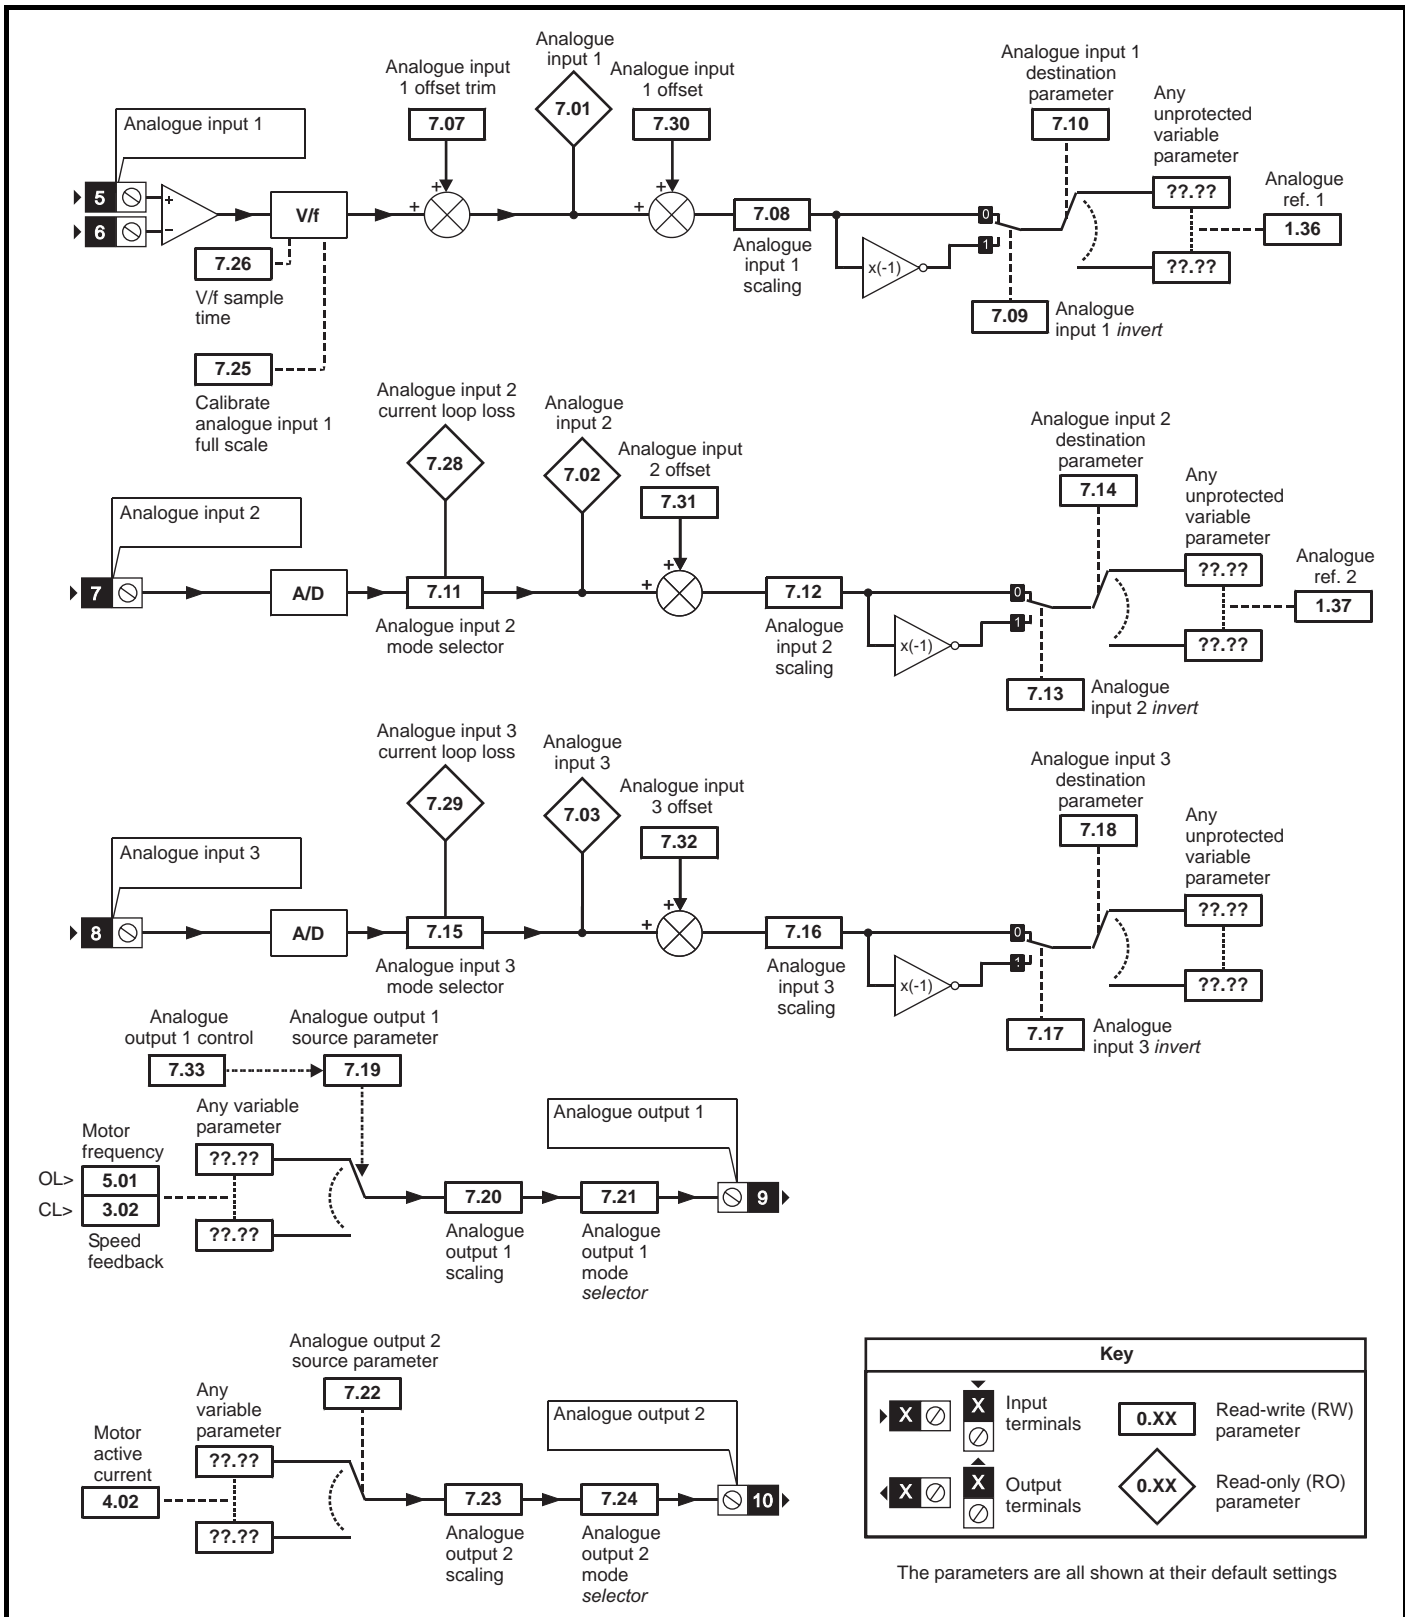 Analogue input 1
5
6
+
−
V/f
7.26
V/f sample
time
7.25
Calibrate
analogue input 1
full scale
Analogue input
1 offset trim
7.07
+
+
Analogue
input 1
7.01
Analogue input
1 offset
7.30
+
+
7.08
Analogue
input 1
scaling
x(-1)
0
1
7.09
Analogue
input 1 invert
Analogue input 1
destination
parameter
7.10
Any
unprotected
variable
parameter
??.??
??.??
Analogue
ref. 1
1.36
Analogue input 2
7
A/D
Analogue input 2
current loop loss
7.28
7.11
Analogue input 2
mode selector
Analogue
input 2
7.02
Analogue input
2 offset
7.31
+
+
7.12
Analogue
input 2
scaling
x(-1)
0
1
7.13
Analogue
input 2 invert
Analogue input 2
destination
parameter
7.14
Any
unprotected
variable
parameter
??.??
??.??
Analogue
ref. 2
1.37
Analogue input 3
8
A/D
Analogue input 3
current loop loss
7.29
7.15
Analogue input 3
mode selector
Analogue
input 3
7.03
Analogue input
3 offset
7.32
+
+
7.16
Analogue
input 3
scaling
x(-1)
0
1
7.17
Analogue
input 3 invert
Analogue input 3
destination
parameter
7.18
Any
unprotected
variable
parameter
??.??
??.??
Analogue
output 1 control
7.33
Analogue output 1
source parameter
7.19
Any variable
parameter
??.??
??.??
Motor
frequency
OL> 5.01
CL> 3.02
Speed
feedback
7.20
Analogue
output 1
scaling
7.21
Analogue
output 1
mode
selector
Analogue output 1
9
Analogue output 2
source parameter
7.22
Any
variable
parameter
??.??
??.??
Motor
active
current
4.02
7.23
Analogue
output 2
scaling
7.24
Analogue
output 2
mode
selector
Analogue output 2
10
Key
X
X
Input
terminals
0.XX
Read-write (RW)
parameter
X
X
Output
terminals
0.XX
Read-only (RO)
parameter
The parameters are all shown at their default settings